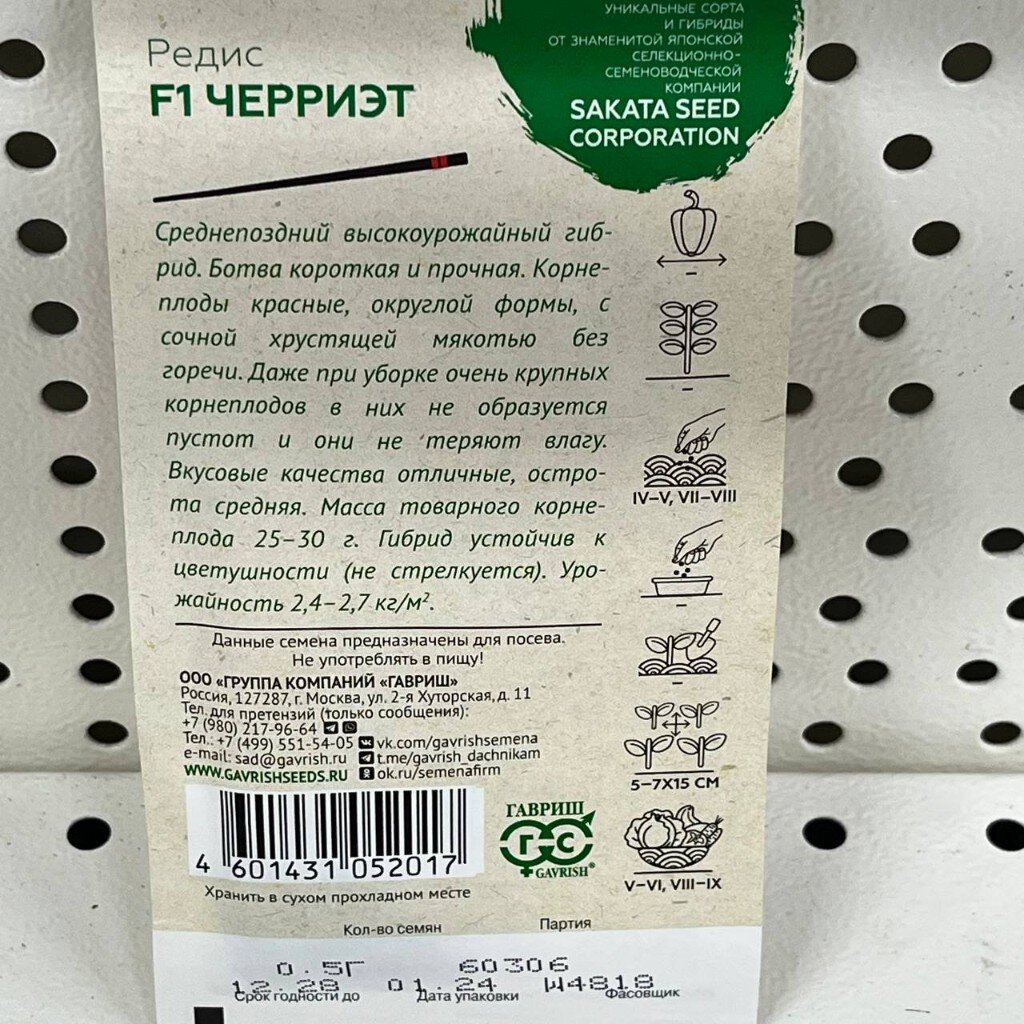 Редис
F1 ЧЕРРИЭТ
УНИКАЛЬНЫЕ СОРТА
И ГИБРИДЫ
ОТ ЗНАМЕНИТОЙ ЯПОНСКОЙ
СЕЛЕКЦИОННО-
СЕМЕНОВОДЧЕСКОЙ
КОМПАНИИ
SAKATA SEED
CORPORATION
Среднепоздний высокоурожайный гиб-
рид. Ботва короткая и прочная. Корне-
плоды красные, округлой формы, с
сочной хрустящей мякотью без
горечи. Даже при уборке очень крупных
корнеплодов в них не образуется
пустот и они не теряют влагу.
Вкусовые качества отличные, остро-
та средняя. Масса товарного корне-
плода 25–30 г. Гибрид устойчив к
цветушности (не стрелкуется). Уро-
жайность 2,4–2,7 кг/м².
–
–
IV–V, VII–VIII
–
–
5–7X15 СМ
V–VI, VIII–IX
–
Данные семена предназначены для посева.
Не употреблять в пищу!
ООО «ГРУППА КОМПАНИЙ «ГАВРИШ»
Россия, 127287, г. Москва, ул. 2-я Хуторская, д. 11
Тел. для претензий (только сообщения):
+7 (980) 217-96-64
Тел.: +7 (499) 551-54-05 vk.com/gavrishsemena
e-mail: sad@gavrish.ru t.me/gavrish_dachnikam
WWW.GAVRISHSEEDS.RU ok.ru/semenafirm
4 601431 052017
ГАВРИШ
Г С
GAVRISH®
Хранить в сухом прохладном месте
Кол-во семян Партия
0.5Г 60306
12.28 01.24 Ш4818
Срок годности до Дата упаковки Фасовщик